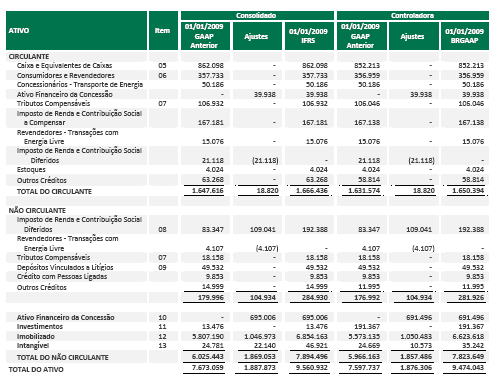 Consolidado Controladora
ATIVO Item 01/01/2009 GAAP Anterior Ajustes 01/01/2009 IFRS 01/01/2009 GAAP Anterior Ajustes 01/01/2009 BRGAAP
CIRCULANTE
Caixa e Equivalentes de Caixas 05 862.098 - 862.098 852.213 - 852.213
Consumidores e Revendedores 06 357.733 - 357.733 356.959 - 356.959
Concessionários - Transporte de Energia 50.186 - 50.186 50.186 - 50.186
Ativo Financeiro da Concessão - 39.938 39.938 - 39.938 39.938
Tributos Compensáveis 07 106.932 - 106.932 106.046 - 106.046
Imposto de Renda e Contribuição Social
a Compensar 167.181 - 167.181 167.138 - 167.138
Revendedores - Transações com
Energia Livre 15.076 - 15.076 15.076 - 15.076
Imposto de Renda e Contribuição Social
Diferidos 21.118 (21.118) - 21.118 (21.118) -
Estoques 4.024 - 4.024 4.024 - 4.024
Outros Créditos 63.268 - 63.268 58.814 - 58.814
TOTAL DO CIRCULANTE 1.647.616 18.820 1.666.436 1.631.574 18.820 1.650.394
NÃO CIRCULANTE
Imposto de Renda e Contribuição Social
Diferidos 08 83.347 109.041 192.388 83.347 109.041 192.388
Revendedores - Transações com
Energia Livre 4.107 (4.107) - 4.107 (4.107) -
Tributos Compensáveis 07 18.158 - 18.158 18.158 - 18.158
Depósitos Vinculados a Litígios 09 49.532 - 49.532 49.532 - 49.532
Crédito com Pessoas Ligadas 9.853 - 9.853 9.853 - 9.853
Outros Créditos 14.999 - 14.999 11.995 - 11.995
179.996 104.934 284.930 176.992 104.934 281.926
Ativo Financeiro da Concessão 10 - 695.006 695.006 - 691.496 691.496
Investimentos 11 13.476 - 13.476 191.367 - 191.367
Imobilizado 12 5.807.190 1.046.973 6.854.163 5.573.135 1.050.483 6.623.618
Intangível 13 24.781 22.140 46.921 24.669 10.573 35.242
TOTAL DO NÃO CIRCULANTE 6.025.443 1.869.053 7.894.496 5.966.163 1.857.486 7.823.649
TOTAL DO ATIVO 7.673.059 1.887.873 9.560.932 7.597.737 1.876.306 9.474.043